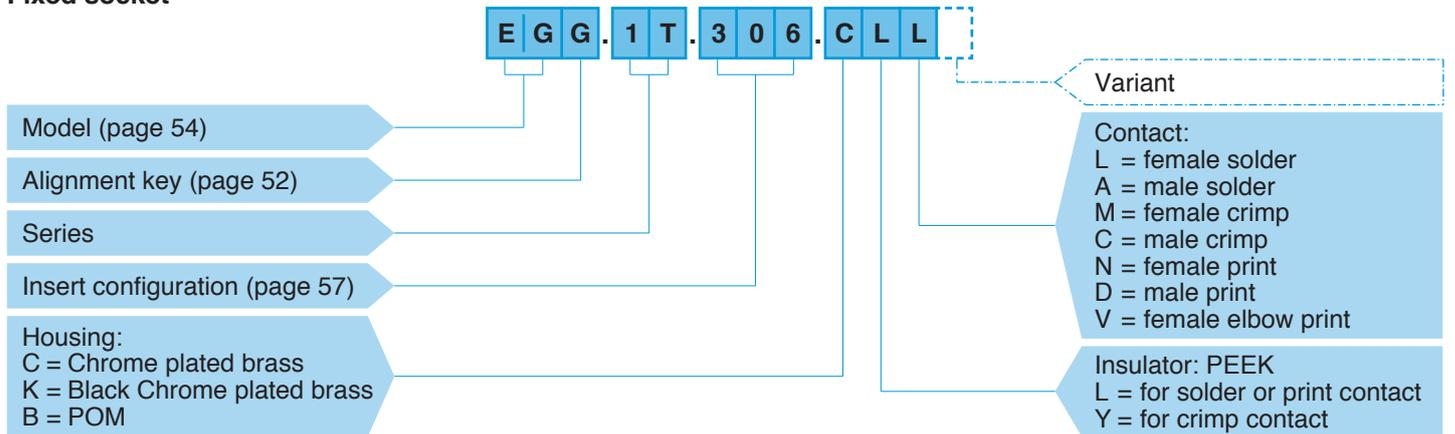 Fixed socket
E G G . 1 T . 3 0 6 . C L L
Variant
Model (page 54)
Alignment key (page 52)
Series
Insert configuration (page 57)
Housing:
C = Chrome plated brass
K = Black Chrome plated brass
B = POM
Contact:
L = female solder
A = male solder
M = female crimp
C = male crimp
N = female print
D = male print
V = female elbow print
Insulator: PEEK
L = for solder or print contact
Y = for crimp contact